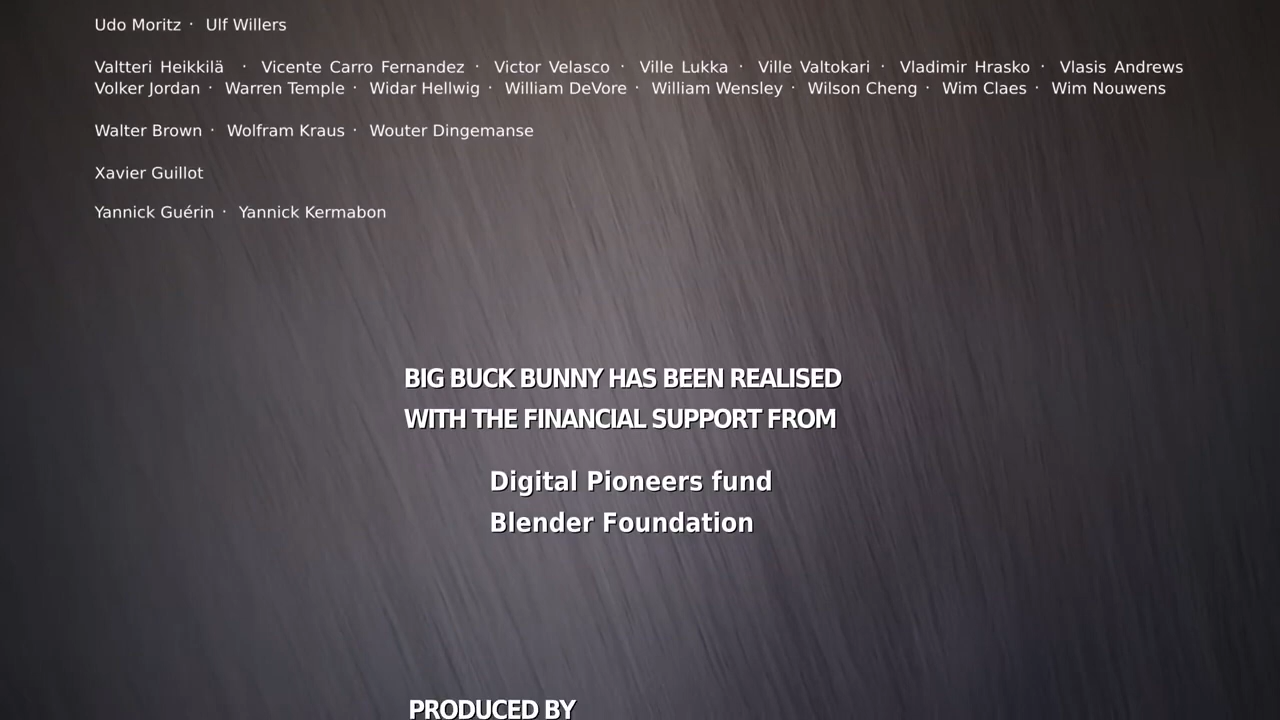 Udo Moritz · Ulf Willers
Valtteri Heikkilä · Vicente Carro Fernandez · Victor Velasco · Ville Lukka · Ville Valtokari · Vladimir Hrasko · Vlasis Andrews
Volker Jordan · Warren Temple · Widar Hellwig · William DeVore · William Wensley · Wilson Cheng · Wim Claes · Wim Nouwens
Walter Brown · Wolfram Kraus · Wouter Dingemanse
Xavier Guillot
Yannick Guérin · Yannick Kermabon
BIG BUCK BUNNY HAS BEEN REALISED
WITH THE FINANCIAL SUPPORT FROM
Digital Pioneers fund
Blender Foundation
PRODUCED BY